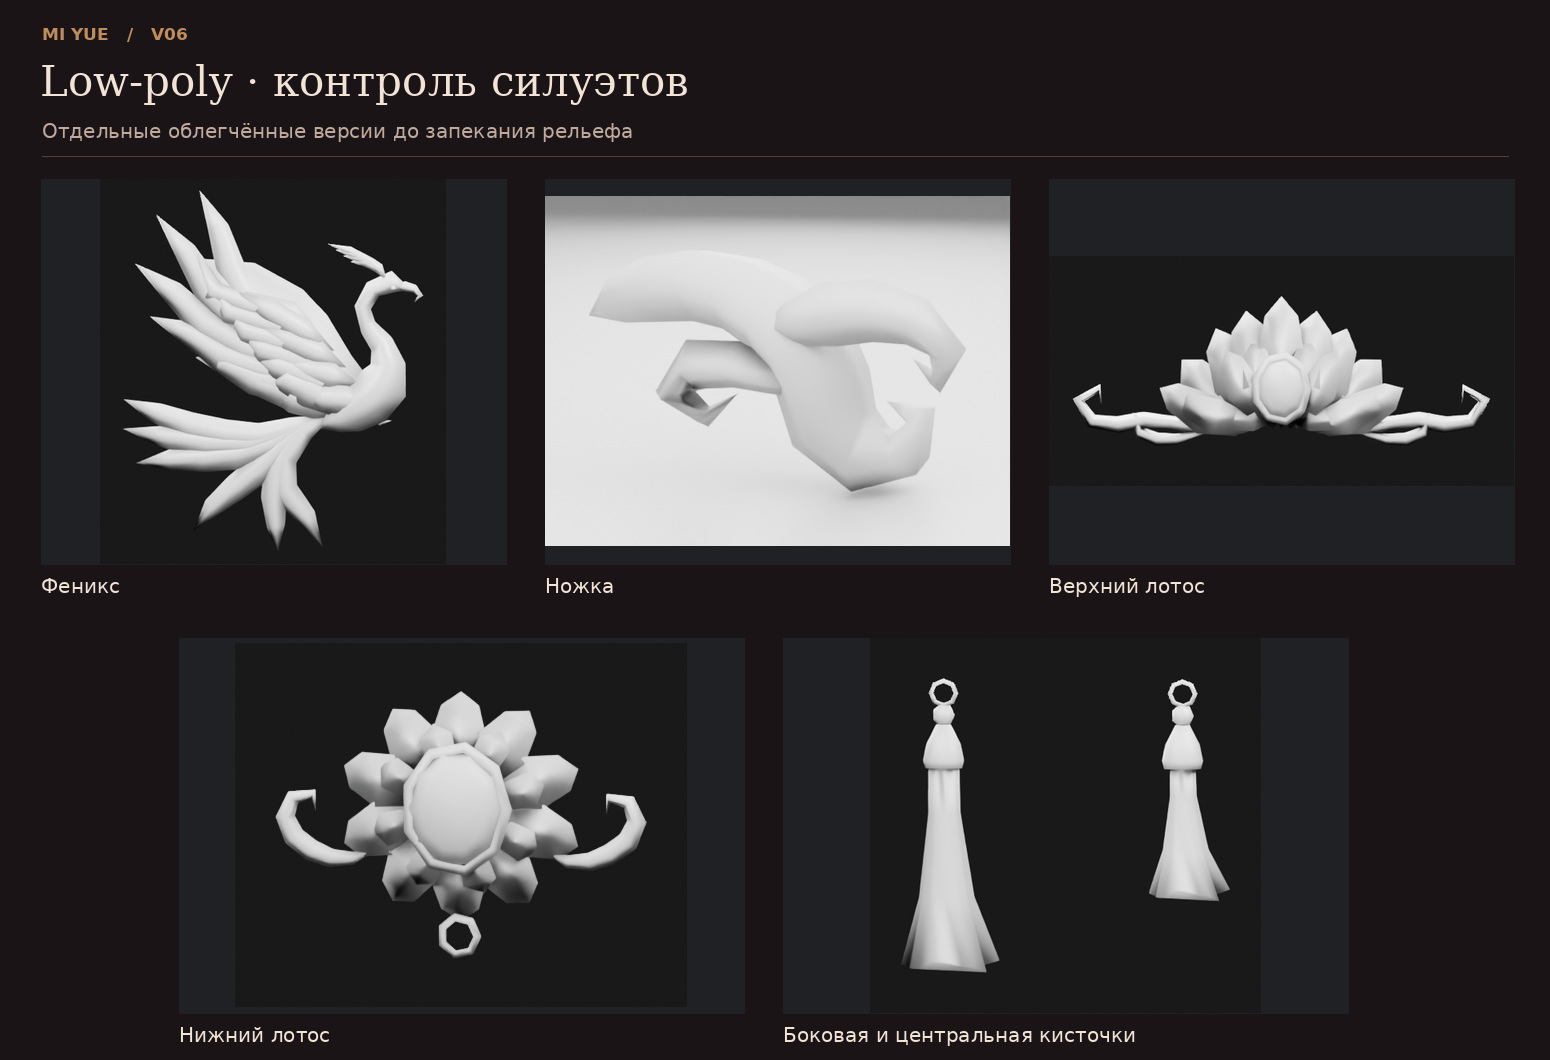 MI YUE / V06
Low-poly · контроль силуэтов
Отдельные облегчённые версии до запекания рельефа
Феникс
Ножка
Верхний лотос
Нижний лотос
Боковая и центральная кисточки